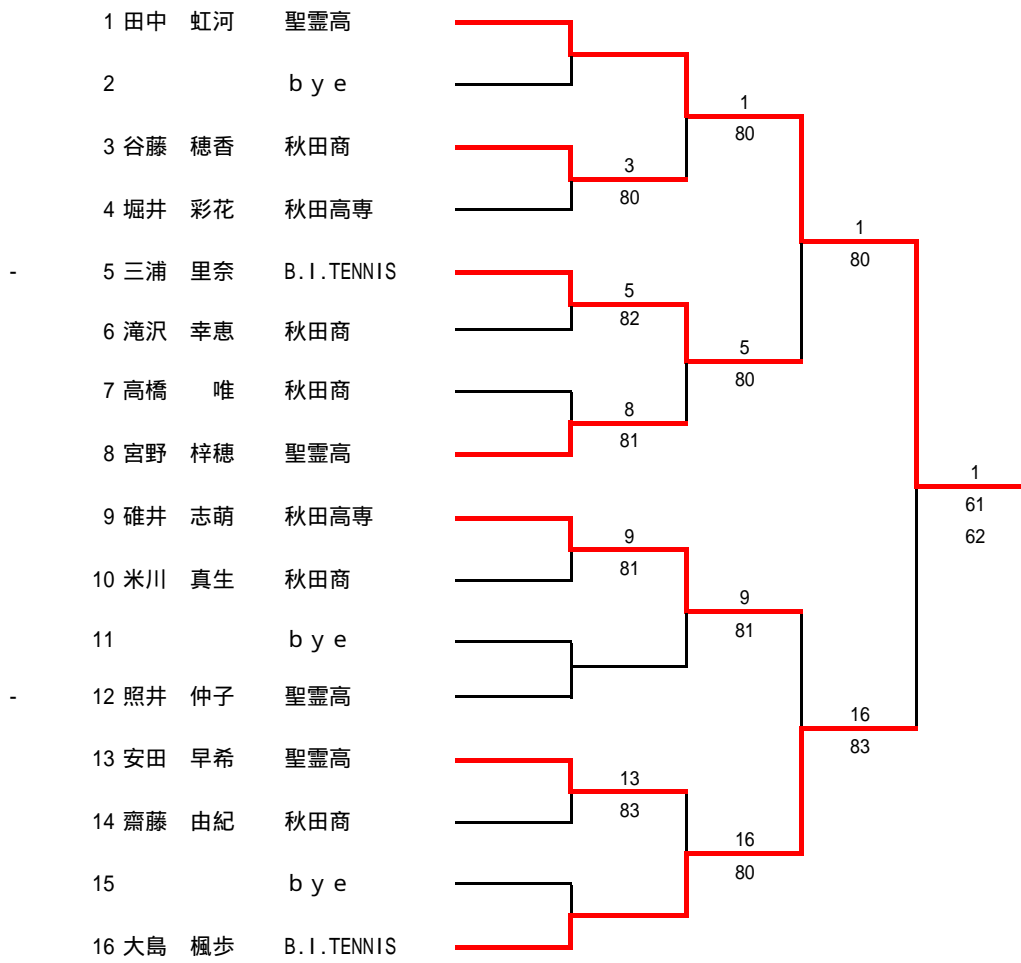 1 田中 虹河 聖霊高
2 ｂｙｅ
1
80
3 谷藤 穂香 秋田商
3
80
4 堀井 彩花 秋田高専
1
80
- 5 三浦 里奈 B.I.TENNIS
5
82
6 滝沢 幸恵 秋田商
5
80
7 高橋 唯 秋田商
8
81
8 宮野 梓穂 聖霊高
1
61
62
9 碓井 志萌 秋田高専
9
81
10 米川 真生 秋田商
9
81
11 ｂｙｅ
- 12 照井 仲子 聖霊高
16
83
13 安田 早希 聖霊高
13
83
14 齋藤 由紀 秋田商
16
80
15 ｂｙｅ
16 大島 楓歩 B.I.TENNIS